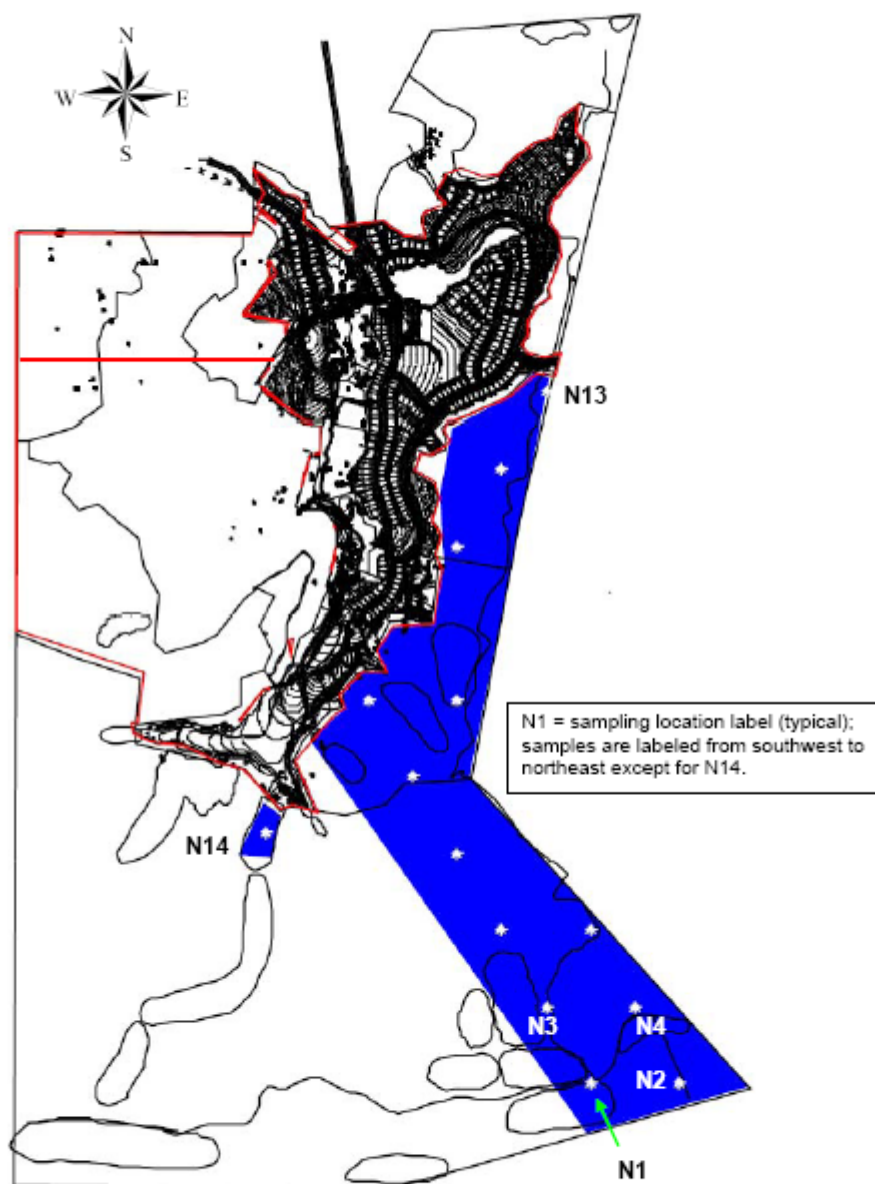 N
W E
S
N13
N1 = sampling location label (typical);
samples are labeled from southwest to
northeast except for N14.
N14
N3 N4
N2
N1